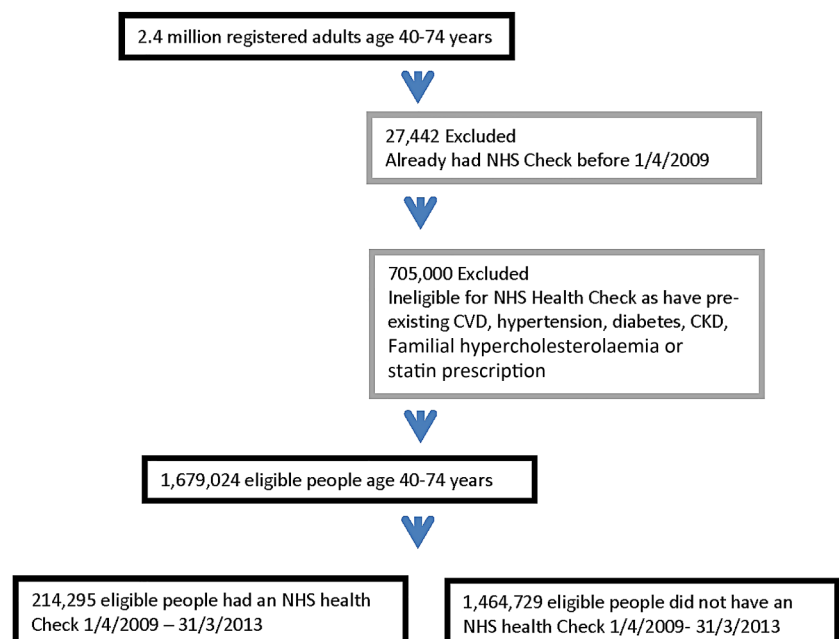 2.4 million registered adults age 40-74 years
27,442 Excluded
Already had NHS Check before 1/4/2009
705,000 Excluded
Ineligible for NHS Health Check as have pre-
existing CVD, hypertension, diabetes, CKD,
Familial hypercholesterolaemia or
statin prescription
1,679,024 eligible people age 40-74 years
214,295 eligible people had an NHS health
Check 1/4/2009 – 31/3/2013
1,464,729 eligible people did not have an
NHS health Check 1/4/2009- 31/3/2013